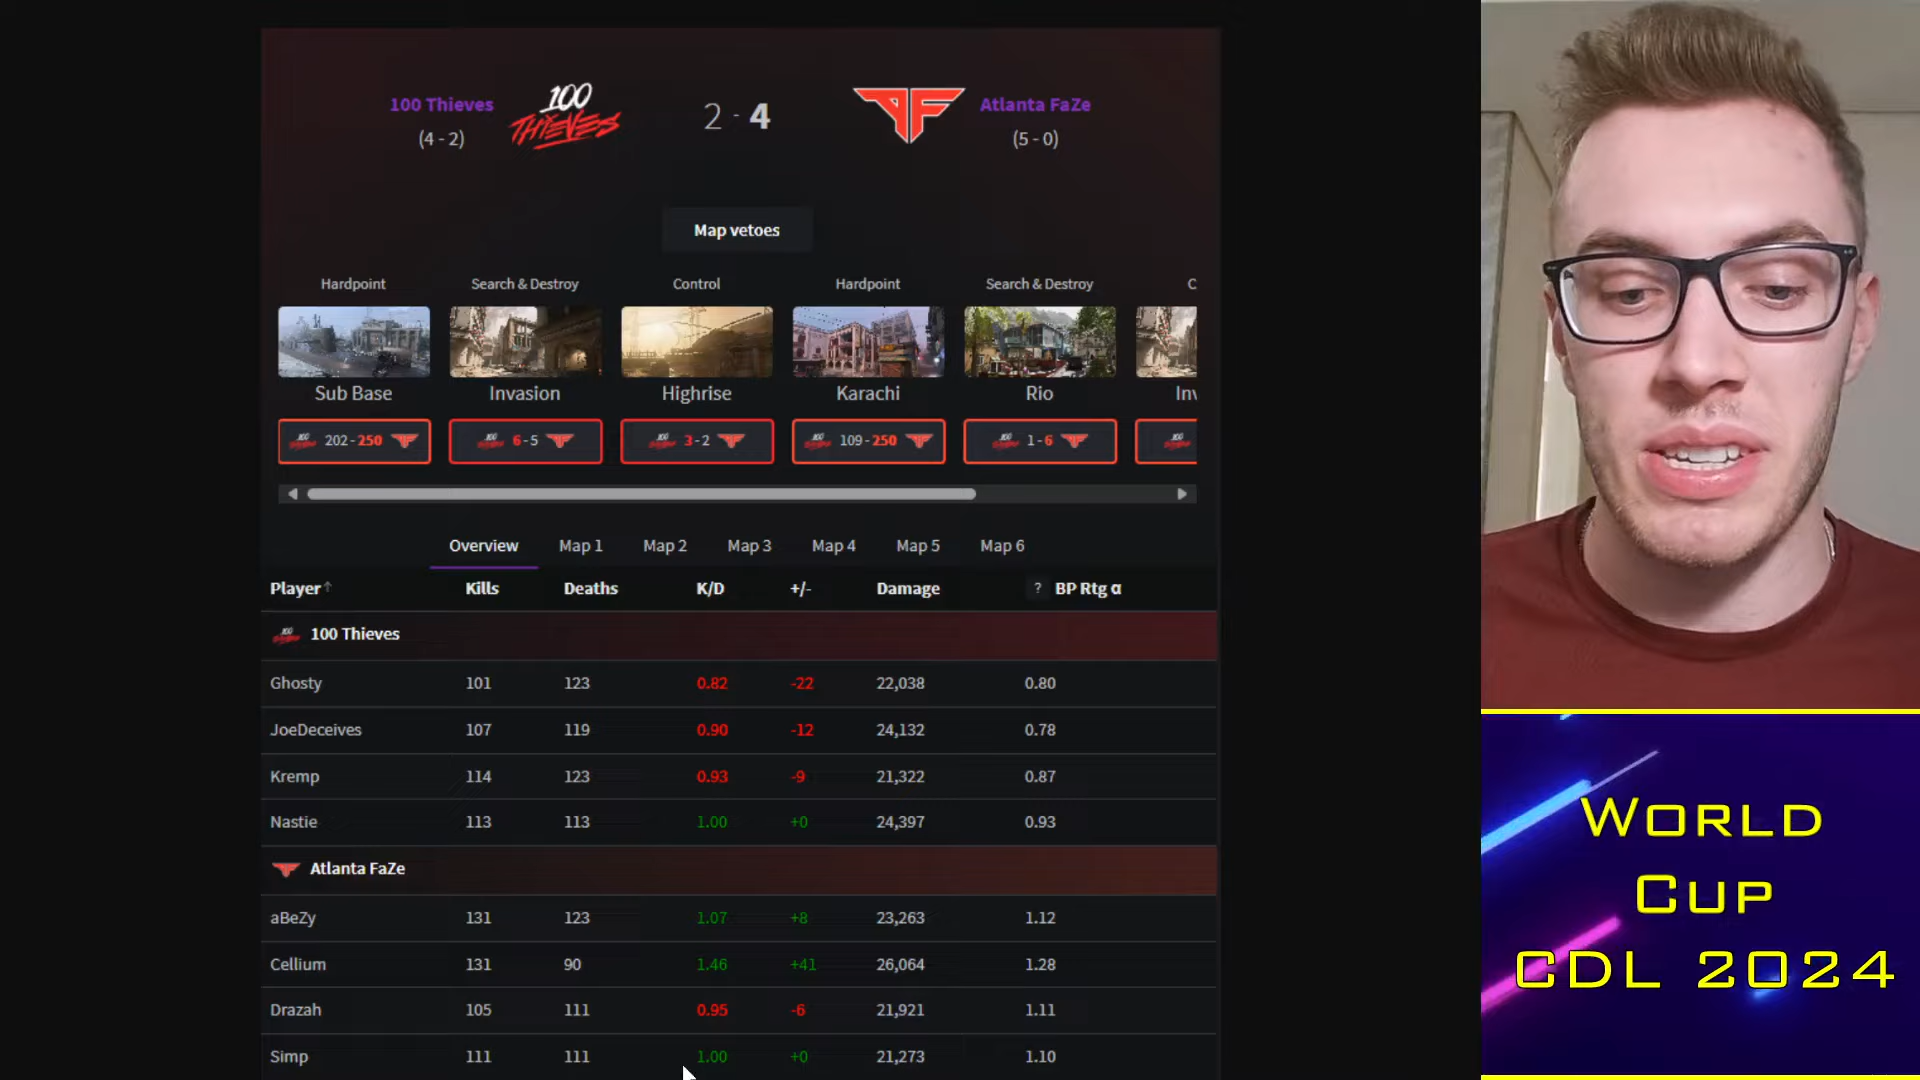 100 Thieves
(4 - 2)
100
THIEVES
2 - 4
Atlanta FaZe
(5 - 0)
Map vetoes
Hardpoint Search & Destroy Control Hardpoint Search & Destroy C
Sub Base Invasion Highrise Karachi Rio Inv
202 - 250 6 - 5 3 - 2 109 - 250 1 - 6
Overview Map 1 Map 2 Map 3 Map 4 Map 5 Map 6
Player↑ Kills Deaths K/D +/- Damage ? BP Rtg α
100 Thieves
Ghosty 101 123 0.82 -22 22,038 0.80
JoeDeceives 107 119 0.90 -12 24,132 0.78
Kremp 114 123 0.93 -9 21,322 0.87
Nastie 113 113 1.00 +0 24,397 0.93
Atlanta FaZe
aBeZy 131 123 1.07 +8 23,263 1.12
Cellium 131 90 1.46 +41 26,064 1.28
Drazah 105 111 0.95 -6 21,921 1.11
Simp 111 111 1.00 +0 21,273 1.10
WORLD
CUP
CDL 2024